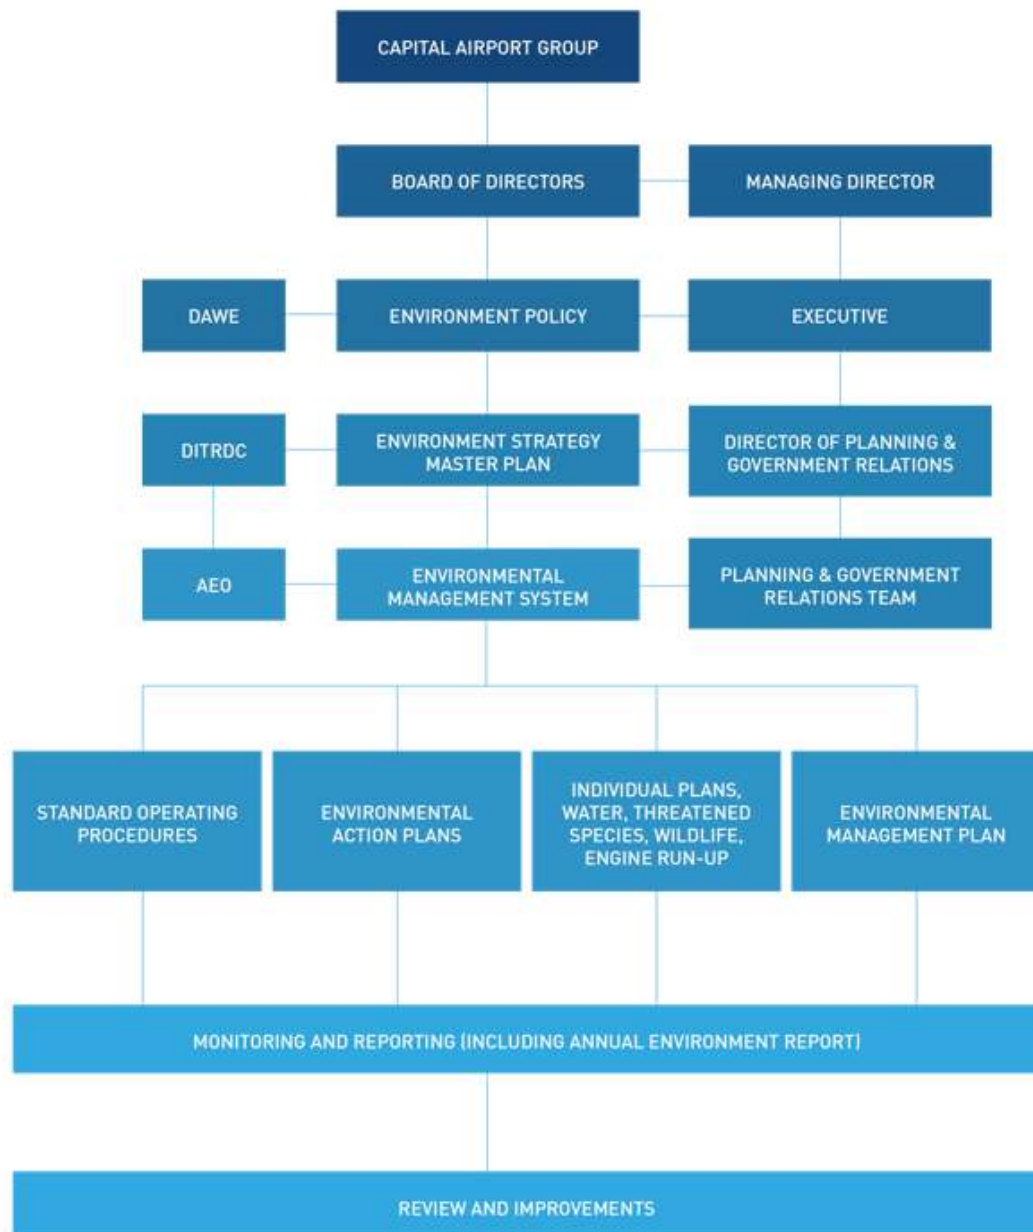 CAPITAL AIRPORT GROUP
BOARD OF DIRECTORS
MANAGING DIRECTOR
DAWE
ENVIRONMENT POLICY
EXECUTIVE
DITRDC
ENVIRONMENT STRATEGY
MASTER PLAN
DIRECTOR OF PLANNING &
GOVERNMENT RELATIONS
AEO
ENVIRONMENTAL
MANAGEMENT SYSTEM
PLANNING & GOVERNMENT
RELATIONS TEAM
STANDARD OPERATING
PROCEDURES
ENVIRONMENTAL
ACTION PLANS
INDIVIDUAL PLANS,
WATER, THREATENED
SPECIES, WILDLIFE,
ENGINE RUN-UP
ENVIRONMENTAL
MANAGEMENT PLAN
MONITORING AND REPORTING (INCLUDING ANNUAL ENVIRONMENT REPORT)
REVIEW AND IMPROVEMENTS